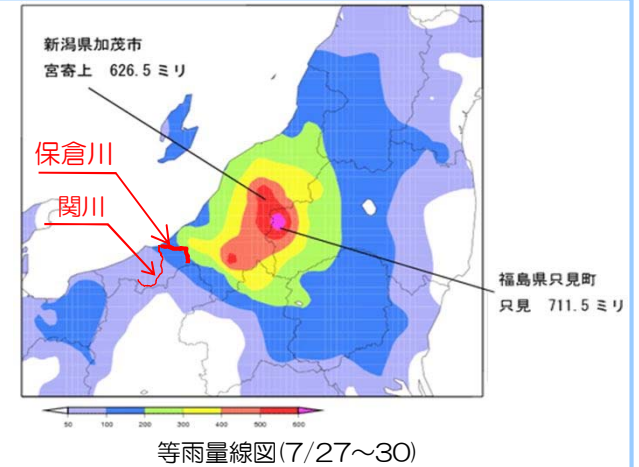 新潟県加茂市
宮寄上 626.5ミリ
保倉川
関川
福島県只見町
只見 711.5ミリ
50 100 200 300 400 500 600
等雨量線図(7/27～30)